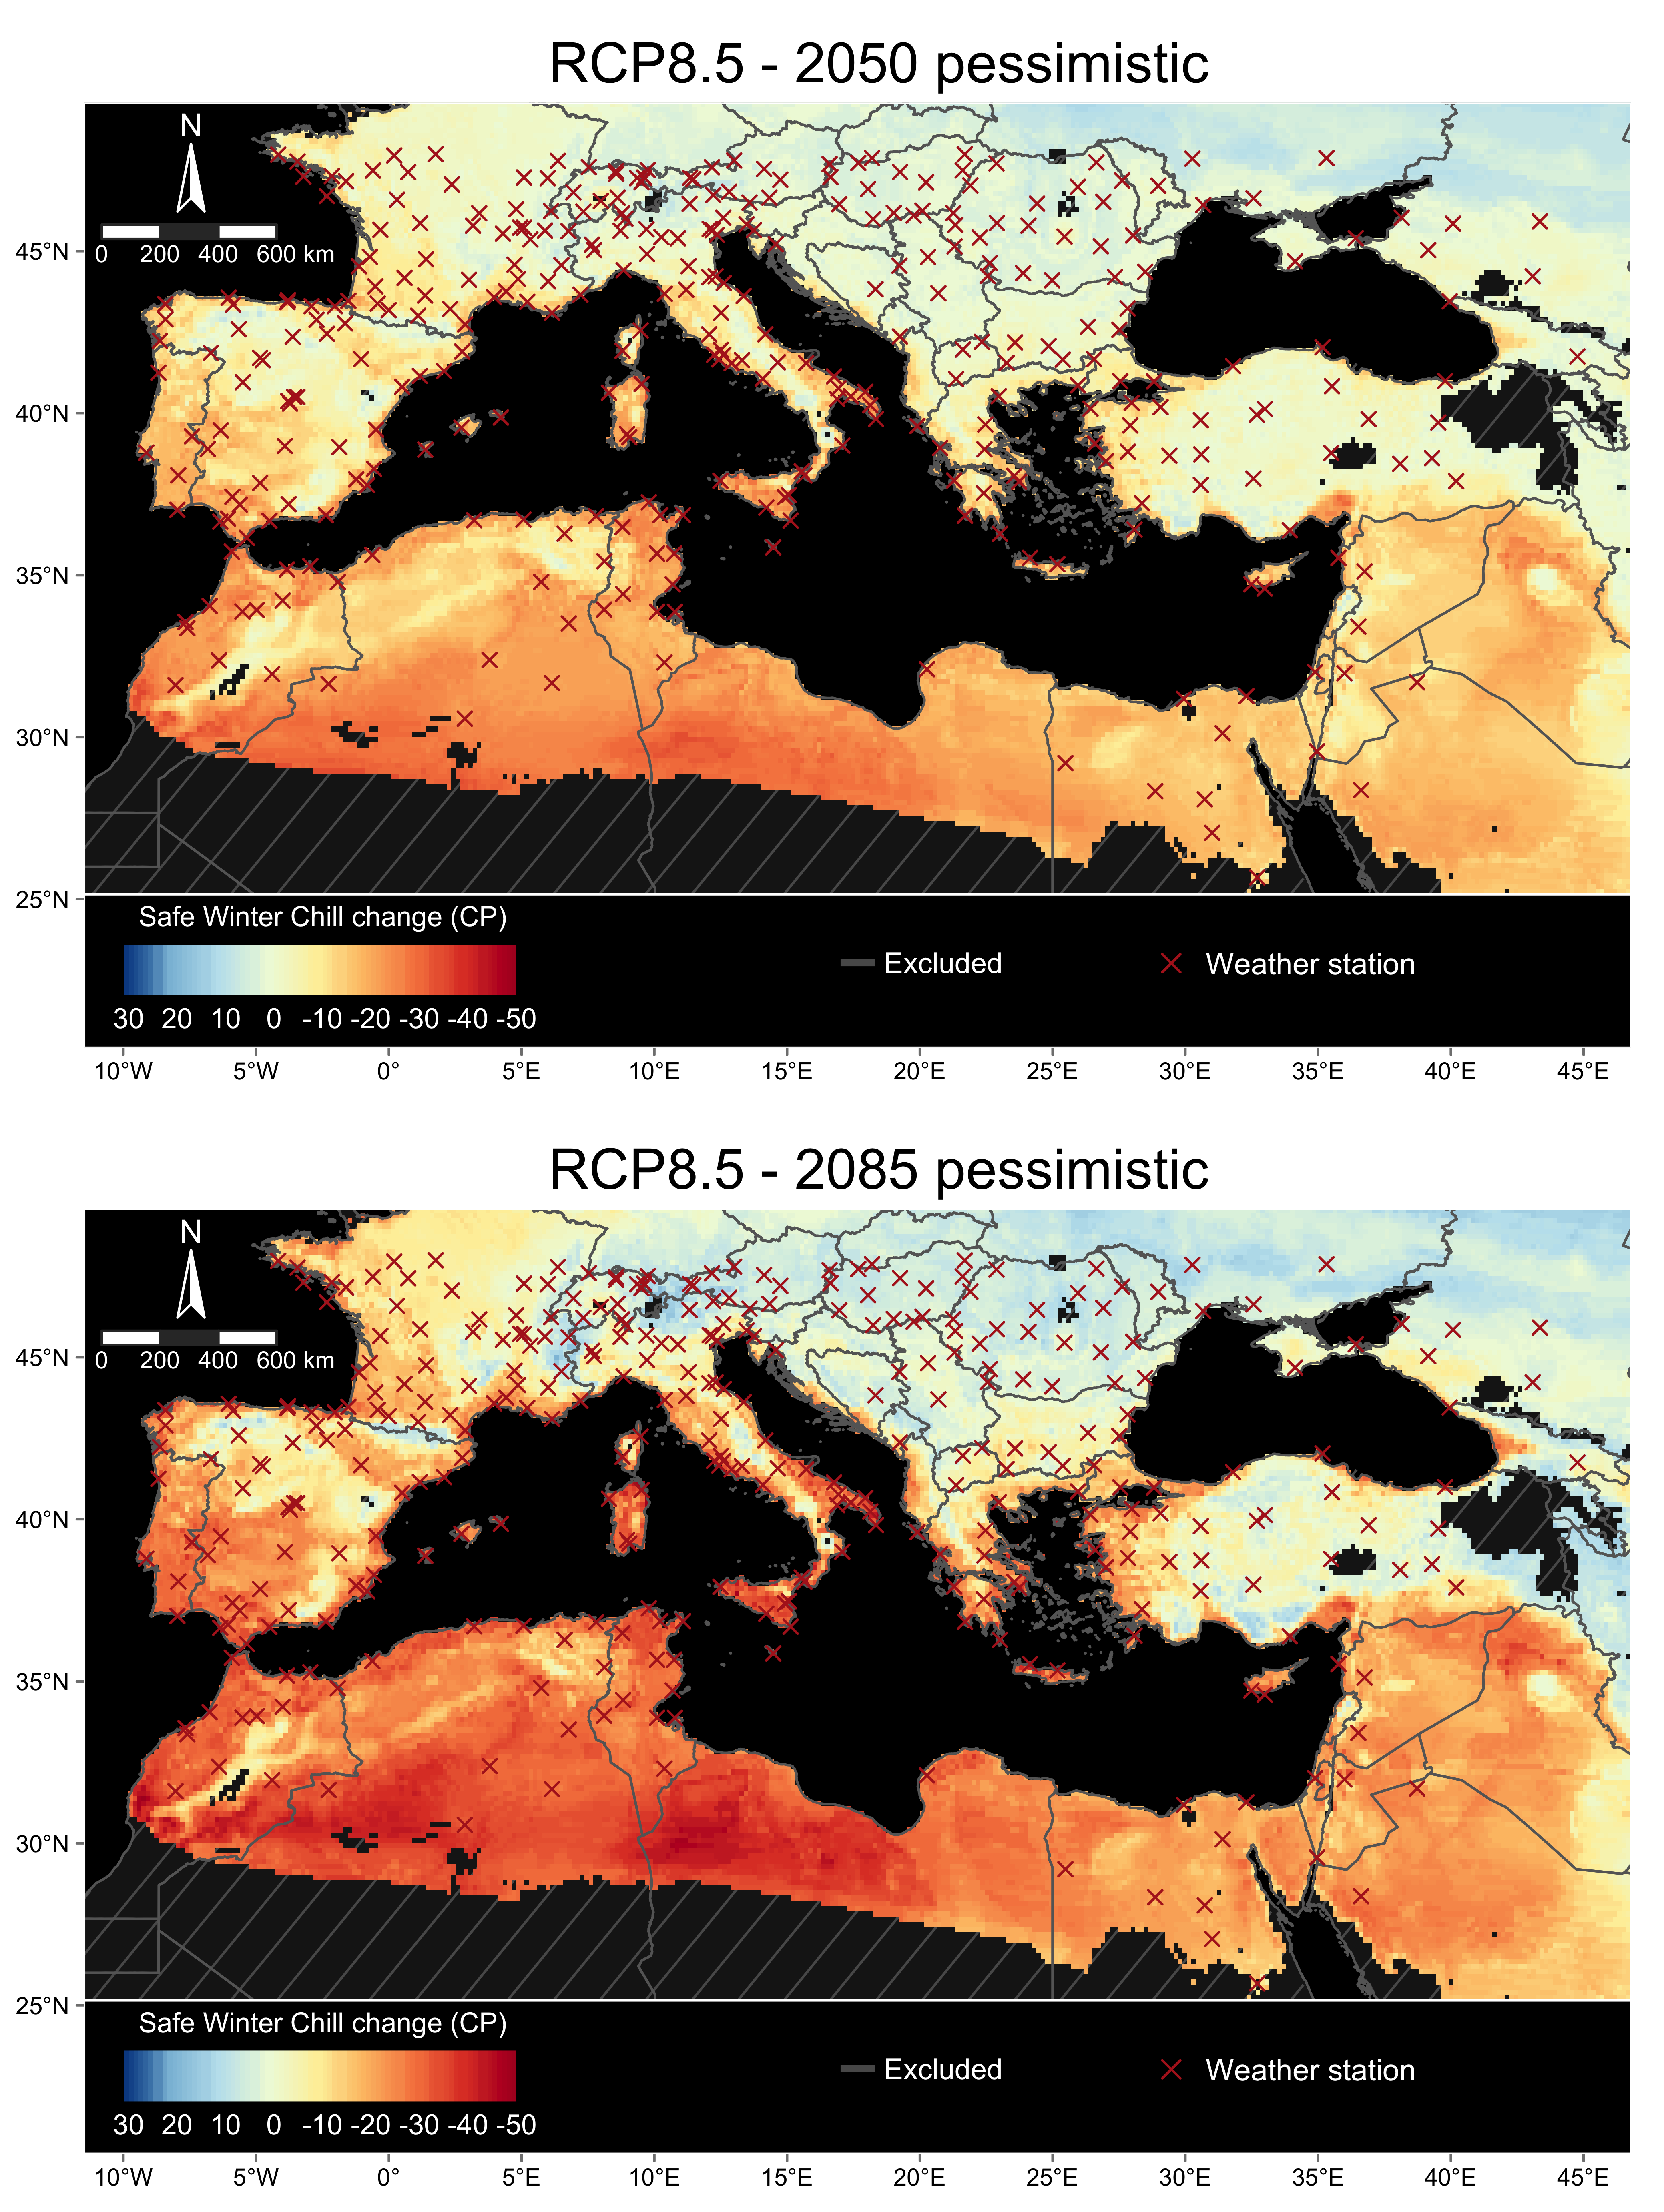 RCP8.5 - 2050 pessimistic
N
0 200 400 600 km
45°N
40°N
35°N
30°N
25°N
Safe Winter Chill change (CP)
Excluded
Weather station
30 20 10 0 -10 -20 -30 -40 -50
10°W 5°W 0° 5°E 10°E 15°E 20°E 25°E 30°E 35°E 40°E 45°E
RCP8.5 - 2085 pessimistic
N
0 200 400 600 km
45°N
40°N
35°N
30°N
25°N
Safe Winter Chill change (CP)
Excluded
Weather station
30 20 10 0 -10 -20 -30 -40 -50
10°W 5°W 0° 5°E 10°E 15°E 20°E 25°E 30°E 35°E 40°E 45°E